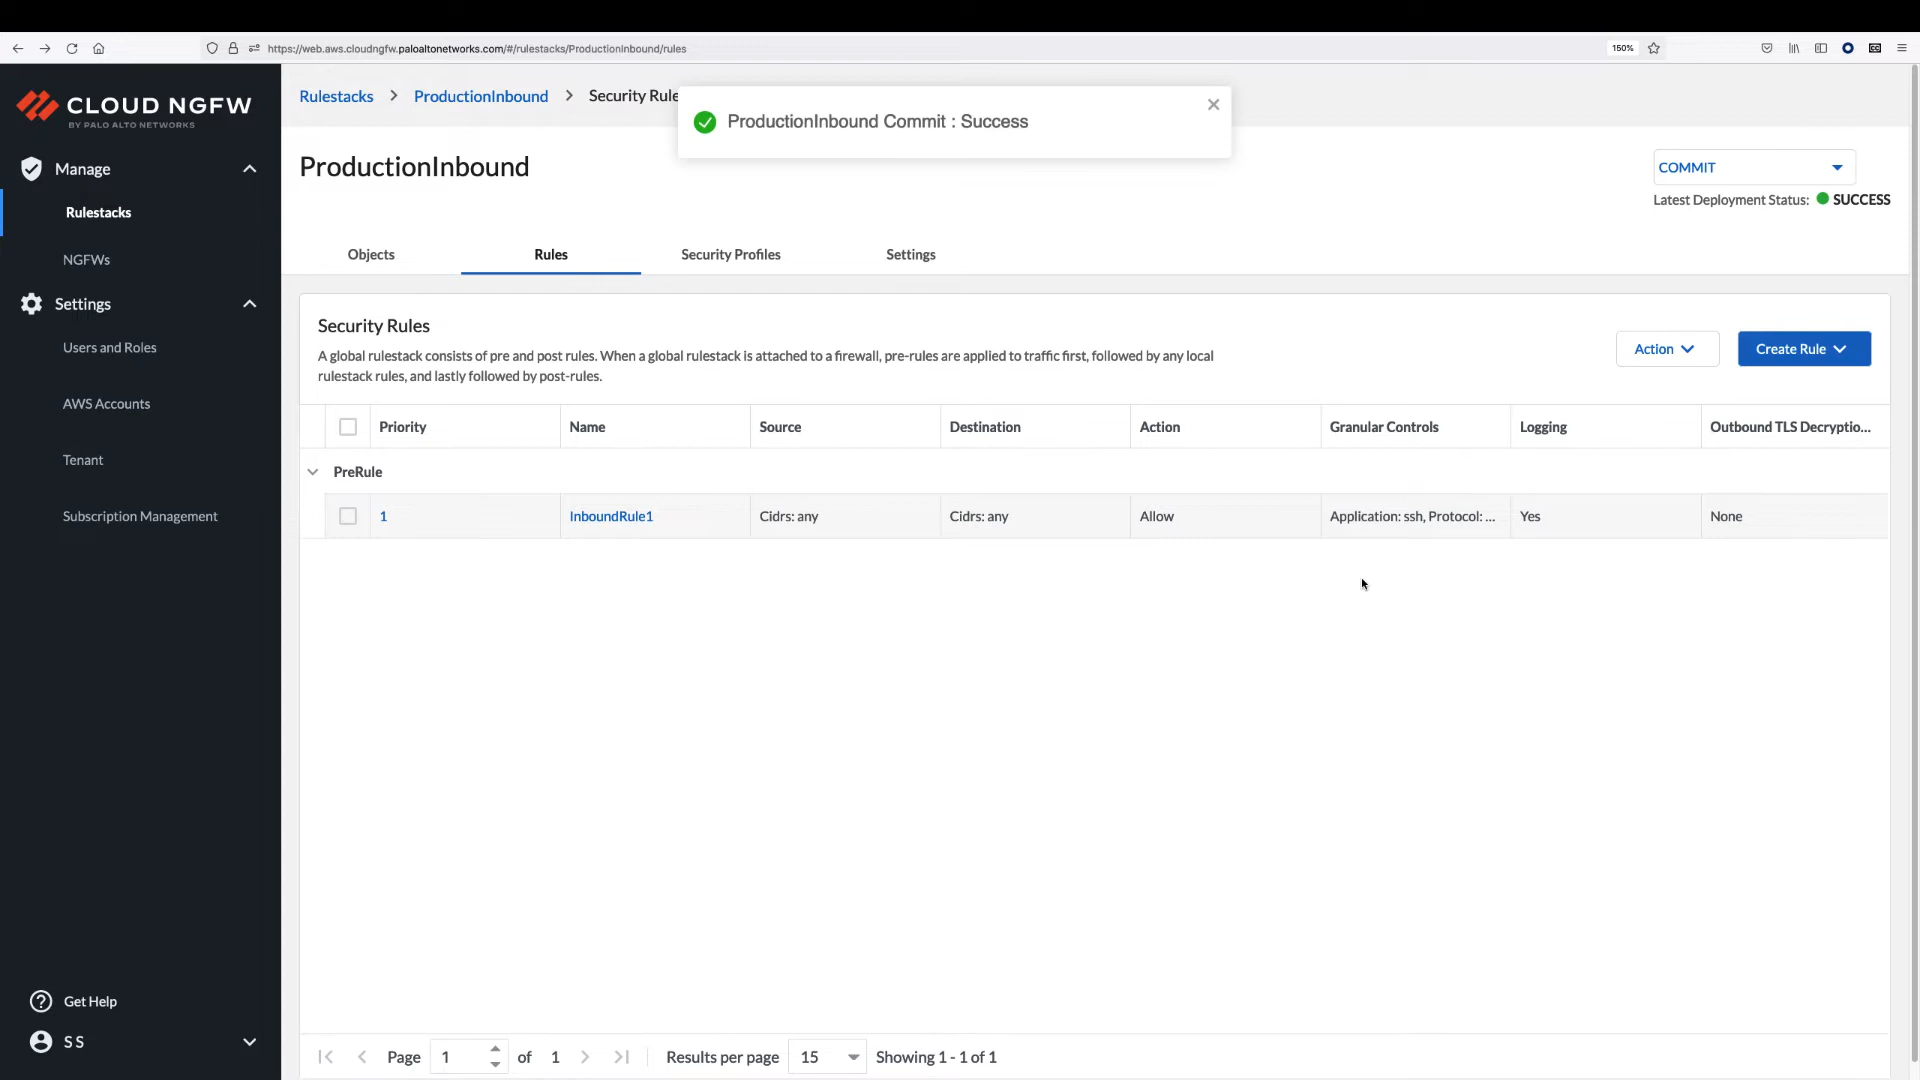 https://web.aws.cloudngfw.paloaltonetworks.com/#/rulestacks/ProductionInbound/rules
150%
CLOUD NGFW
BY PALO ALTO NETWORKS
Manage
Rulestacks
NGFWs
Settings
Users and Roles
AWS Accounts
Tenant
Subscription Management
Get Help
S S
Rulestacks > ProductionInbound > Security Rule
ProductionInbound Commit : Success
ProductionInbound
COMMIT
Latest Deployment Status: SUCCESS
Objects Rules Security Profiles Settings
Security Rules
A global rulestack consists of pre and post rules. When a global rulestack is attached to a firewall, pre-rules are applied to traffic first, followed by any local
rulestack rules, and lastly followed by post-rules.
Action Create Rule
Priority Name Source Destination Action Granular Controls Logging Outbound TLS Decryptio...
PreRule
1 InboundRule1 Cidrs: any Cidrs: any Allow Application: ssh, Protocol: ... Yes None
Page 1 of 1 Results per page 15 Showing 1 - 1 of 1